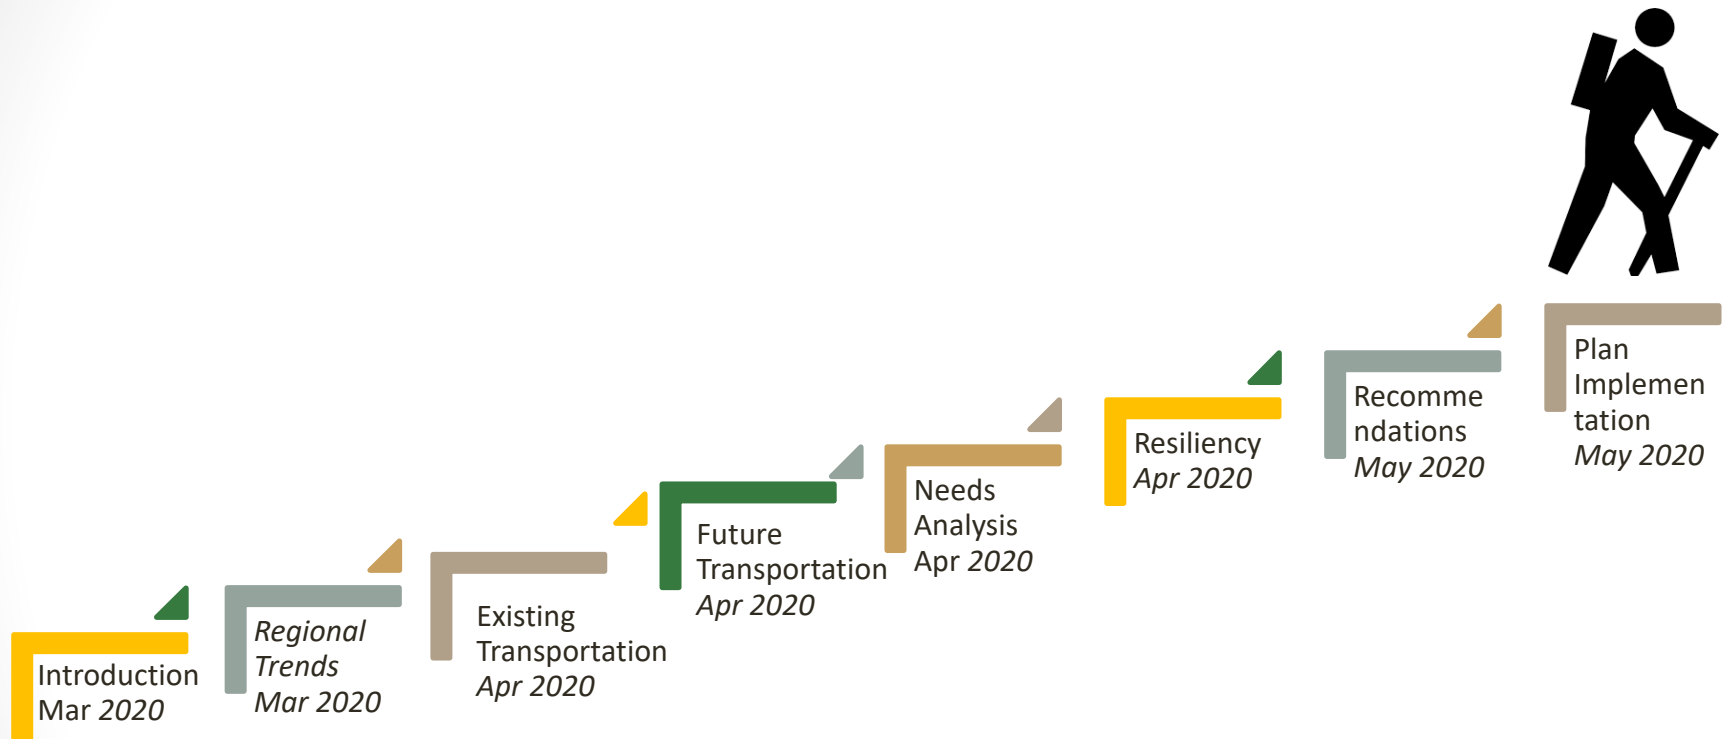 Introduction
Mar 2020
Regional
Trends
Mar 2020
Existing
Transportation
Apr 2020
Future
Transportation
Apr 2020
Needs
Analysis
Apr 2020
Resiliency
Apr 2020
Recomme
ndations
May 2020
Plan
Implemen
tation
May 2020